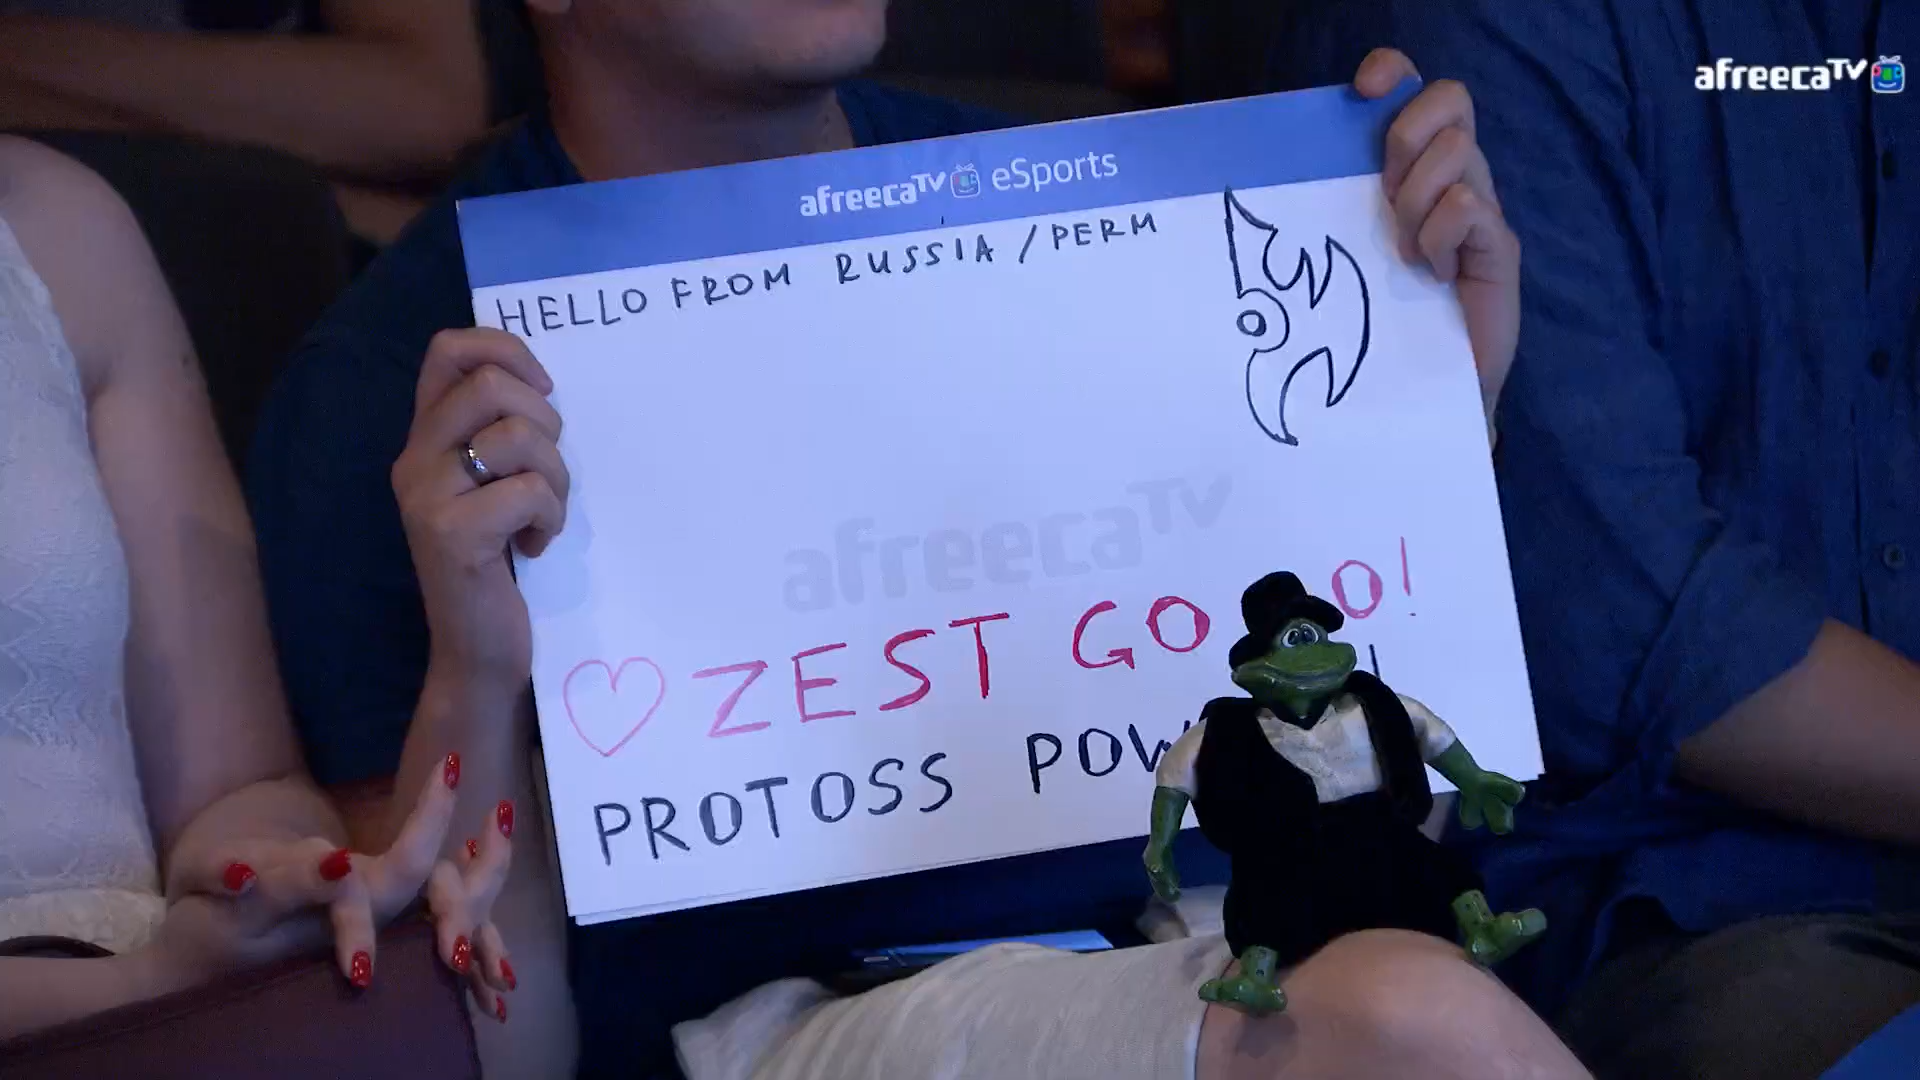 afreecaTV
afreecaTV eSports
HELLO FROM RUSSIA / PERM
afreecaTV
♡ ZEST GO O!
PROTOSS